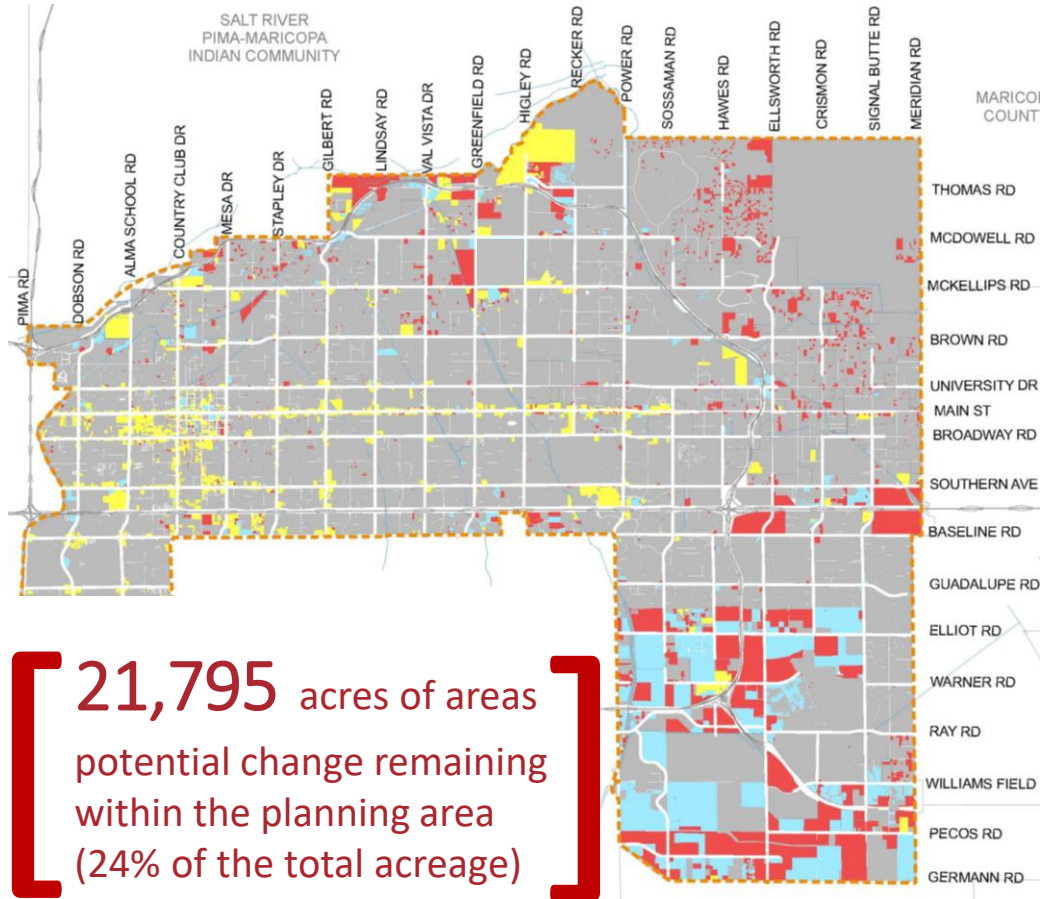 SALT RIVER
PIMA-MARICOPA
INDIAN COMMUNITY
PIMA RD
DOBSON RD
ALMA SCHOOL RD
COUNTRY CLUB DR
MESA DR
STAPLEY DR
GILBERT RD
LINDSAY RD
VAL VISTA DR
GREENFIELD RD
HIGLEY RD
RECKER RD
POWER RD
SOSSAMAN RD
HAWES RD
ELLSWORTH RD
CRISMON RD
SIGNAL BUTTE RD
MERIDIAN RD
MARICO
COUNT
THOMAS RD
MCDOWELL RD
MCKELLIPS RD
BROWN RD
UNIVERSITY DR
MAIN ST
BROADWAY RD
SOUTHERN AVE
BASELINE RD
GUADALUPE RD
ELLIOT RD
WARNER RD
RAY RD
WILLIAMS FIELD
PECOS RD
GERMANN RD
21,795 acres of areas
potential change remaining
within the planning area
(24% of the total acreage)